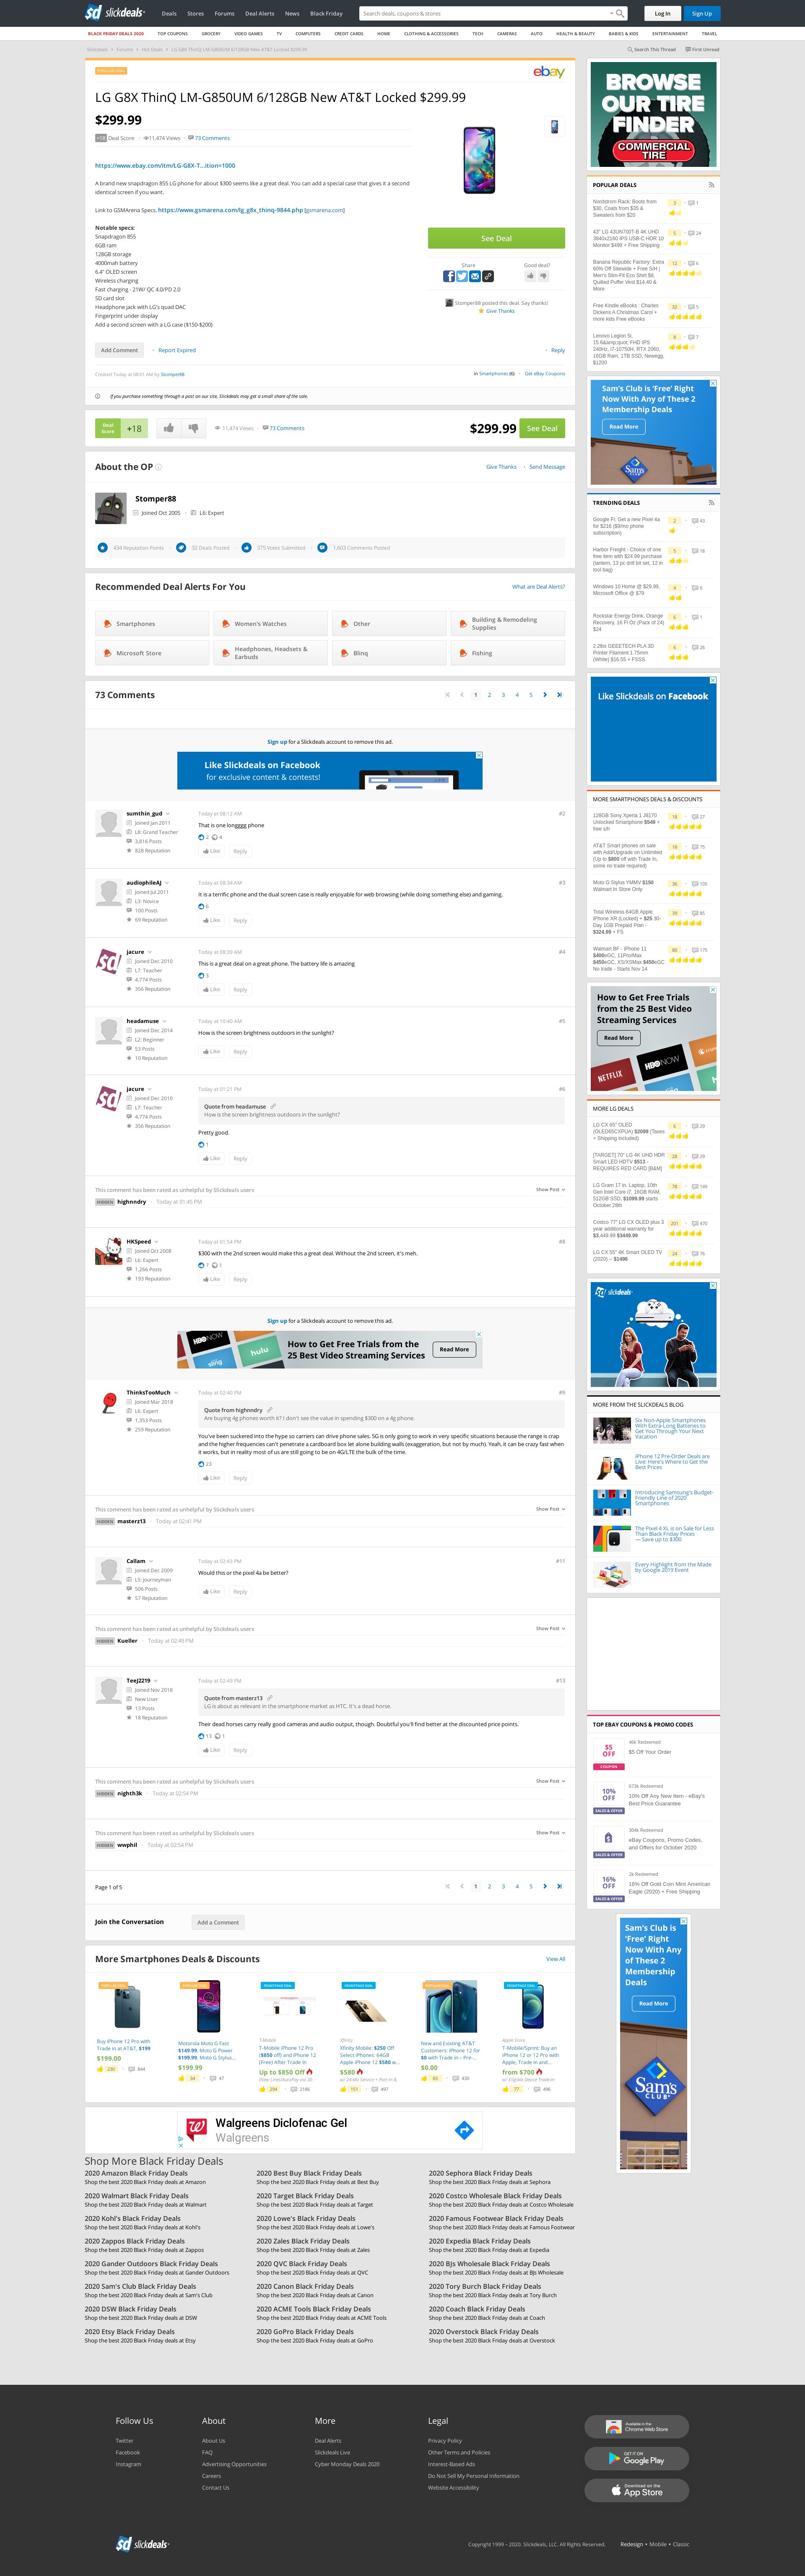 slickdeals
Deals Stores Forums Deal Alerts News Black Friday
Search deals, coupons & stores
Log In Sign Up
BLACK FRIDAY DEALS 2020 TOP COUPONS GROCERY VIDEO GAMES TV COMPUTERS CREDIT CARDS HOME CLOTHING & ACCESSORIES TECH CAMERAS AUTO HEALTH & BEAUTY BABIES & KIDS ENTERTAINMENT TRAVEL
Slickdeals > Forums > Hot Deals > LG G8X ThinQ LM-G850UM 6/128GB New AT&T Locked $299.99
Search This Thread First Unread
ebay
LG G8X ThinQ LM-G850UM 6/128GB New AT&T Locked $299.99
$299.99
+18 Deal Score 11,474 Views 73 Comments
https://www.ebay.com/itm/LG-G8X-T...ition=1000
A brand new snapdragon 855 LG phone for about $300 seems like a great deal. You can add a special case that gives it a second
identical screen if you want.
Link to GSMArena Specs, https://www.gsmarena.com/lg_g8x_thinq-9844.php [gsmarena.com]
Notable specs:
Snapdragon 855
6GB ram
128GB storage
4000mah battery
6.4" OLED screen
Wireless charging
Fast charging - 21W/ QC 4.0/PD 2.0
SD card slot
Headphone jack with LG's quad DAC
Fingerprint under display
Add a second screen with a LG case ($150-$200)
See Deal
Share Good deal?
Stomper88 posted this deal. Say thanks!
Give Thanks
Add Comment Report Expired Reply
Created Today at 08:01 AM by Stomper88
in Smartphones (6) Get eBay Coupons
If you purchase something through a post on our site, Slickdeals may get a small share of the sale.
Deal Score +18 11,474 Views 73 Comments $299.99 See Deal
About the OP
Give Thanks Send Message
Stomper88
Joined Oct 2005 L6: Expert
434 Reputation Points 32 Deals Posted 375 Votes Submitted 1,603 Comments Posted
Recommended Deal Alerts For You
What are Deal Alerts?
Smartphones Women's Watches Other Building & Remodeling Supplies
Microsoft Store Headphones, Headsets & Earbuds Blinq Fishing
73 Comments
1 2 3 4 5
Sign up for a Slickdeals account to remove this ad.
Like Slickdeals on Facebook
for exclusive content & contests!
sumthin_gud
Joined Jan 2011
L8: Grand Teacher
3,816 Posts
828 Reputation
Today at 08:12 AM
#2
That is one longggg phone
2 4
Like Reply
audiophileAJ
Joined Jul 2011
L3: Novice
100 Posts
69 Reputation
Today at 08:34 AM
#3
It is a terrific phone and the dual screen case is really enjoyable for web browsing (while doing something else) and gaming.
6
Like Reply
jacure
Joined Dec 2010
L7: Teacher
4,774 Posts
356 Reputation
Today at 08:39 AM
#4
This is a great deal on a great phone. The battery life is amazing
3
Like Reply
headamuse
Joined Dec 2014
L2: Beginner
53 Posts
10 Reputation
Today at 10:40 AM
#5
How is the screen brightness outdoors in the sunlight?
Like Reply
jacure
Joined Dec 2010
L7: Teacher
4,774 Posts
356 Reputation
Today at 01:21 PM
#6
Quote from headamuse
How is the screen brightness outdoors in the sunlight?
Pretty good.
1
Like Reply
This comment has been rated as unhelpful by Slickdeals users
Show Post
HIDDEN highnndry Today at 01:45 PM
HKSpeed
Joined Oct 2008
L6: Expert
1,266 Posts
193 Reputation
Today at 01:54 PM
#8
$300 with the 2nd screen would make this a great deal. Without the 2nd screen, it's meh.
7 1
Like Reply
Sign up for a Slickdeals account to remove this ad.
How to Get Free Trials from the
25 Best Video Streaming Services
Read More
ThinksTooMuch
Joined Mar 2018
L6: Expert
1,353 Posts
259 Reputation
Today at 02:40 PM
#9
Quote from highnndry
Are buying 4g phones worth it? I don't see the value in spending $300 on a 4g phone.
You've been suckered into the hype so carriers can drive phone sales. 5G is only going to work in very specific situations because the range is crap
and the higher frequencies can't penetrate a cardboard box let alone building walls (exaggeration, but not by much). Yeah, it can be crazy fast when
it works, but in reality most of us are still going to be on 4G/LTE the bulk of the time.
23
Like Reply
This comment has been rated as unhelpful by Slickdeals users
Show Post
HIDDEN masterz13 Today at 02:41 PM
Callam
Joined Dec 2009
L5: Journeyman
506 Posts
57 Reputation
Today at 02:43 PM
#11
Would this or the pixel 4a be better?
Like Reply
This comment has been rated as unhelpful by Slickdeals users
Show Post
HIDDEN Kueller Today at 02:49 PM
TeeJ2219
Joined Nov 2018
New User
13 Posts
18 Reputation
Today at 02:49 PM
#13
Quote from masterz13
LG is about as relevant in the smartphone market as HTC. It's a dead horse.
Their dead horses carry really good cameras and audio output, though. Doubtful you'll find better at the discounted price points.
13 1
Like Reply
This comment has been rated as unhelpful by Slickdeals users
Show Post
HIDDEN nighth3k Today at 02:54 PM
This comment has been rated as unhelpful by Slickdeals users
Show Post
HIDDEN wwphil Today at 02:54 PM
Page 1 of 5
1 2 3 4 5
Join the Conversation Add a Comment
More Smartphones Deals & Discounts
View All
Buy iPhone 12 Pro with
Trade in at AT&T, $199
$199.00
Motorola Moto G Fast
$149.99, Moto G Power
$199.99, Moto G Stylus...
$199.99
T-Mobile
T-Mobile iPhone 12 Pro
($850 off) and iPhone 12
(Free) After Trade In
Up to $850 Off
Xfinity
Xfinity Mobile: $250 Off
Select iPhones: 64GB
Apple iPhone 12 $580 w...
$580
New and Existing AT&T
Customers: iPhone 12 for
$0 with Trade in – Pre-...
$0.00
Apple Store
T-Mobile/Sprint: Buy an
iPhone 12 or 12 Pro with
Apple, Trade In and...
from $700
Walgreens Diclofenac Gel
Walgreens
Shop More Black Friday Deals
2020 Amazon Black Friday Deals
Shop the best 2020 Black Friday deals at Amazon
2020 Best Buy Black Friday Deals
Shop the best 2020 Black Friday deals at Best Buy
2020 Sephora Black Friday Deals
Shop the best 2020 Black Friday deals at Sephora
2020 Walmart Black Friday Deals
Shop the best 2020 Black Friday deals at Walmart
2020 Target Black Friday Deals
Shop the best 2020 Black Friday deals at Target
2020 Costco Wholesale Black Friday Deals
Shop the best 2020 Black Friday deals at Costco Wholesale
2020 Kohl's Black Friday Deals
Shop the best 2020 Black Friday deals at Kohl's
2020 Lowe's Black Friday Deals
Shop the best 2020 Black Friday deals at Lowe's
2020 Famous Footwear Black Friday Deals
Shop the best 2020 Black Friday deals at Famous Footwear
2020 Zappos Black Friday Deals
Shop the best 2020 Black Friday deals at Zappos
2020 Zales Black Friday Deals
Shop the best 2020 Black Friday deals at Zales
2020 Expedia Black Friday Deals
Shop the best 2020 Black Friday deals at Expedia
2020 Gander Outdoors Black Friday Deals
Shop the best 2020 Black Friday deals at Gander Outdoors
2020 QVC Black Friday Deals
Shop the best 2020 Black Friday deals at QVC
2020 BJs Wholesale Black Friday Deals
Shop the best 2020 Black Friday deals at BJs Wholesale
2020 Sam's Club Black Friday Deals
Shop the best 2020 Black Friday deals at Sam's Club
2020 Canon Black Friday Deals
Shop the best 2020 Black Friday deals at Canon
2020 Tory Burch Black Friday Deals
Shop the best 2020 Black Friday deals at Tory Burch
2020 DSW Black Friday Deals
Shop the best 2020 Black Friday deals at DSW
2020 ACME Tools Black Friday Deals
Shop the best 2020 Black Friday deals at ACME Tools
2020 Coach Black Friday Deals
Shop the best 2020 Black Friday deals at Coach
2020 Etsy Black Friday Deals
Shop the best 2020 Black Friday deals at Etsy
2020 GoPro Black Friday Deals
Shop the best 2020 Black Friday deals at GoPro
2020 Overstock Black Friday Deals
Shop the best 2020 Black Friday deals at Overstock
BROWSE
OUR TIRE
FINDER
COMMERCIAL TIRE
POPULAR DEALS
Nordstrom Rack: Boots from
$30, Coats from $35 &
Sweaters from $20
43" LG 43UN700T-B 4K UHD
3840x2160 IPS USB-C HDR 10
Monitor $499 + Free Shipping
Banana Republic Factory: Extra
60% Off Sitewide + Free S/H |
Men's Slim-Fit Eco Shirt $8,
Quilted Puffer Vest $14.40 &
More
Free Kindle eBooks : Charles
Dickens A Christmas Carol +
more kids Free eBooks
Lenovo Legion 5i,
15.6&quot; FHD IPS
240Hz, i7-10750H, RTX 2060,
16GB Ram, 1TB SSD, Newegg,
$1200
Sam's Club is 'Free' Right
Now With Any of These 2
Membership Deals
Read More
Sam's Club
TRENDING DEALS
Google Fi: Get a new Pixel 4a
for $216 ($9/mo phone
subscription)
Harbor Freight - Choice of one
free item with $24.99 purchase
(lantern, 13 pc drill bit set, 12 in
tool bag)
Windows 10 Home @ $29.99,
Microsoft Office @ $79
Rockstar Energy Drink, Orange
Recovery, 16 Fl Oz (Pack of 24)
$24
2.2lbs GEEETECH PLA 3D
Printer Filament 1.75mm
(White) $16.55 + FSSS
Like Slickdeals on Facebook
MORE SMARTPHONES DEALS & DISCOUNTS
128GB Sony Xperia 1 J8170
Unlocked Smartphone $549 +
free s/h
AT&T Smart phones on sale
with Add/Upgrade on Unlimited
(Up to $800 off with Trade In,
some no trade required)
Moto G Stylus YMMV $150
Walmart In Store Only
Total Wireless 64GB Apple
iPhone XR (Locked) + $25 30-
Day 1GB Prepaid Plan -
$324.99 + FS
Walmart BF - iPhone 11
$400eGC, 11Pro/Max
$450eGC, XS/XSMax $450eGC
No trade - Starts Nov 14
How to Get Free Trials
from the 25 Best Video
Streaming Services
Read More
NETFLIX HBO NOW
MORE LG DEALS
LG CX 65" OLED
(OLED65CXPUA) $2099 (Taxes
+ Shipping included)
[TARGET] 70" LG 4K UHD HDR
Smart LED HDTV $513 -
REQUIRES RED CARD [B&M]
LG Gram 17 in. Laptop, 10th
Gen Intel Core i7, 16GB RAM,
512GB SSD, $1099.99 starts
October 28th
Costco 77" LG CX OLED plus 3
year additional warranty for
$3,449.99 $3449.99
LG CX 55" 4K Smart OLED TV
(2020) – $1496
slickdeals
MORE FROM THE SLICKDEALS BLOG
Six Non-Apple Smartphones
With Extra-Long Batteries to
Get You Through Your Next
Vacation
iPhone 12 Pre-Order Deals are
Live: Here's Where to Get the
Best Prices
Introducing Samsung's Budget-
Friendly Line of 2020
Smartphones
The Pixel 4 XL is on Sale for Less
Than Black Friday Prices
— Save up to $300
Every Highlight from the Made
by Google 2019 Event
TOP EBAY COUPONS & PROMO CODES
$5 OFF COUPON
46k Redeemed
$5 Off Your Order
10% OFF SALES & OFFER
673k Redeemed
10% Off Any New Item - eBay's
Best Price Guarantee
SALES & OFFER
304k Redeemed
eBay Coupons, Promo Codes,
and Offers for October 2020
16% OFF SALES & OFFER
2k Redeemed
16% Off Gold Coin Mint American
Eagle (2020) + Free Shipping
Sam's Club is
'Free' Right
Now With Any
of These 2
Membership
Deals
Read More
Sam's Club
Follow Us About More Legal
Twitter
Facebook
Instagram
About Us
FAQ
Advertising Opportunities
Careers
Contact Us
Deal Alerts
Slickdeals Live
Cyber Monday Deals 2020
Privacy Policy
Other Terms and Policies
Interest-Based Ads
Do Not Sell My Personal Information
Website Accessibility
Available in the
Chrome Web Store
GET IT ON
Google Play
Download on the
App Store
slickdeals
Copyright 1999 – 2020. Slickdeals, LLC. All Rights Reserved. Redesign • Mobile • Classic